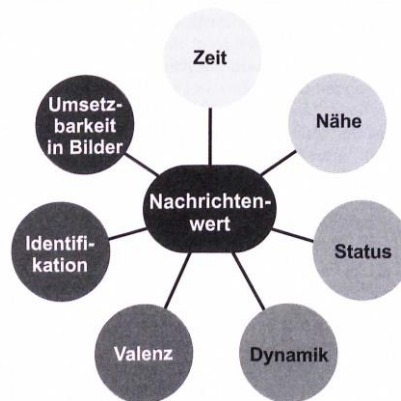 Zeit
Nähe
Status
Dynamik
Valenz
Identifi-
kation
Umsetz-
barkeit
in Bilder
Nachrichten-
wert